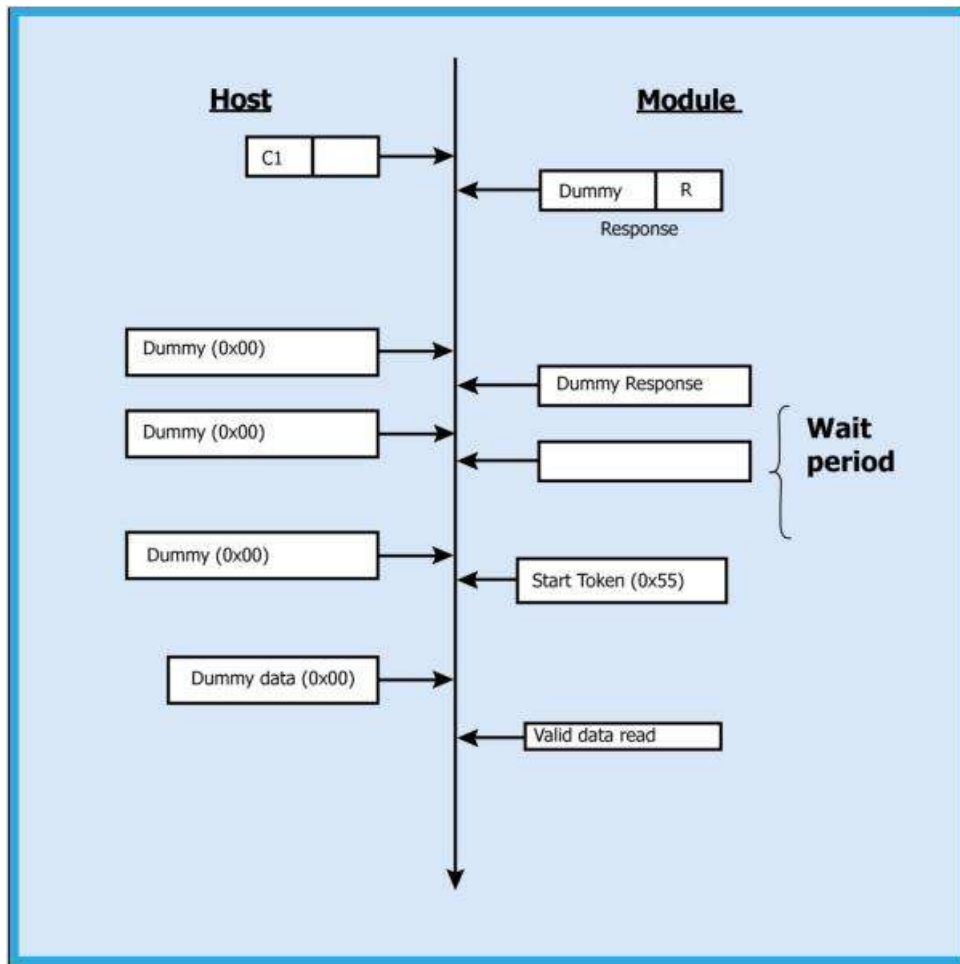 Host
Module
C1
Dummy
R
Response
Dummy (0x00)
Dummy Response
Dummy (0x00)
Wait
period
Dummy (0x00)
Start Token (0x55)
Dummy data (0x00)
Valid data read